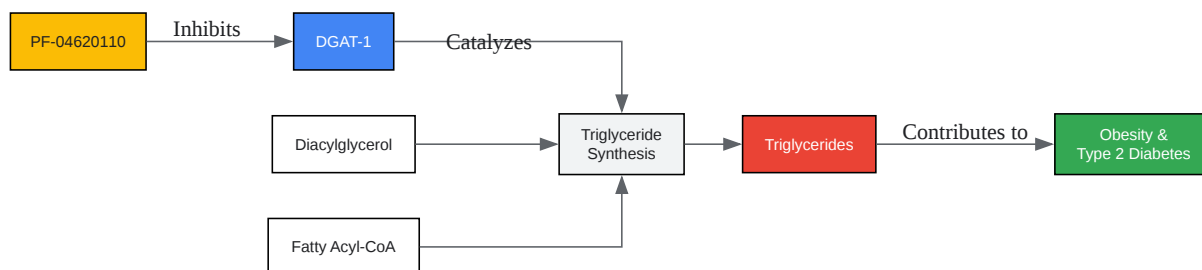 PF-04620110
Inhibits
DGAT-1
Catalyzes
Diacylglycerol
Triglyceride
Synthesis
Triglycerides
Contributes to
Obesity &
Type 2 Diabetes
Fatty Acyl-CoA